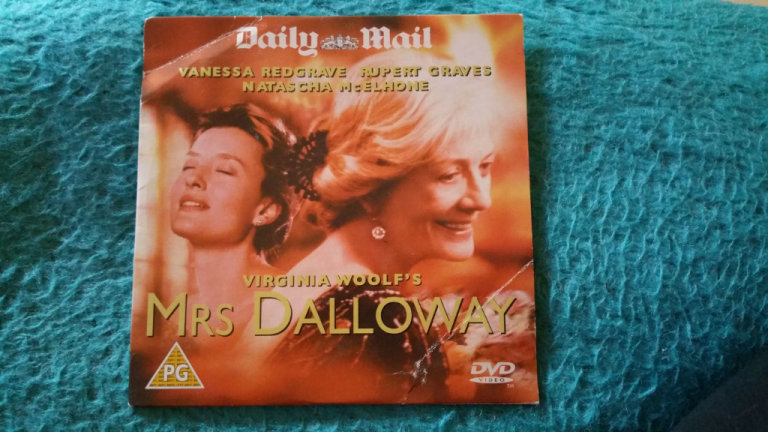 Daily Mail
VANESSA REDGRAVE RUPERT GRAVES
NATASCHA McELHONE
VIRGINIA WOOLF'S
MRS DALLOWAY
PG
DVD
VIDEO